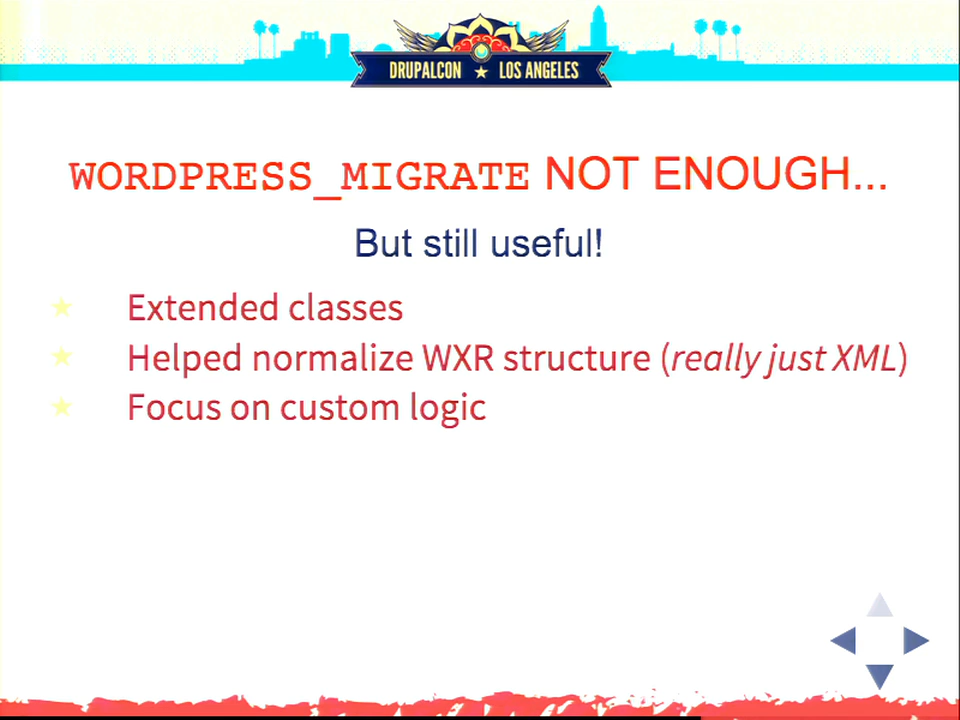 DRUPALCON ★ LOS ANGELES
WORDPRESS_MIGRATE NOT ENOUGH...
But still useful!
★ Extended classes
★ Helped normalize WXR structure (really just XML)
★ Focus on custom logic